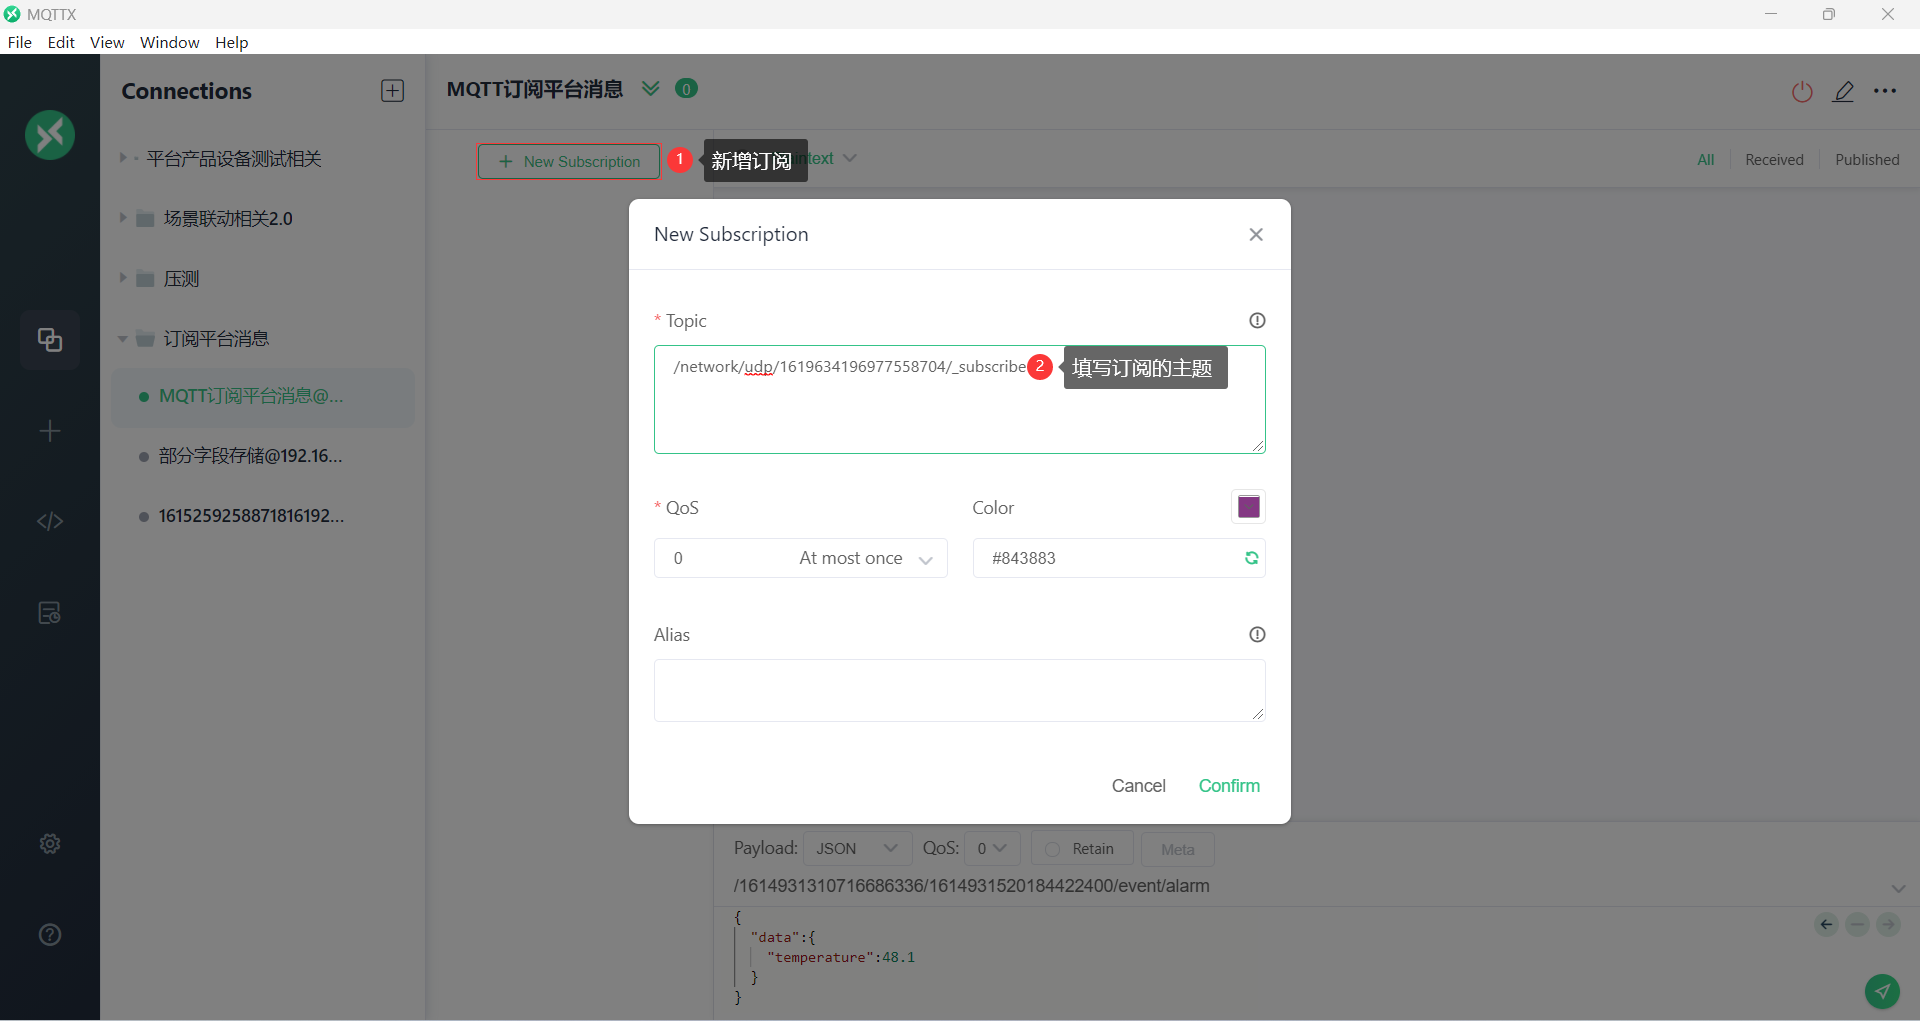 MQTTX
File Edit View Window Help
Connections
平台产品设备测试相关
场景联动相关2.0
压测
订阅平台消息
MQTT订阅平台消息@...
部分字段存储@192.16...
1615259258871816192...
MQTT订阅平台消息 0
New Subscription 1 新增订阅 ntext
All Received Published
New Subscription
* Topic
/network/udp/1619634196977558704/_subscribe 2 填写订阅的主题
* QoS Color
0 At most once #843883
Alias
Cancel Confirm
Payload: JSON QoS: 0 Retain Meta
/1614931310716686336/1614931520184422400/event/alarm
{
"data":{
"temperature":48.1
}
}